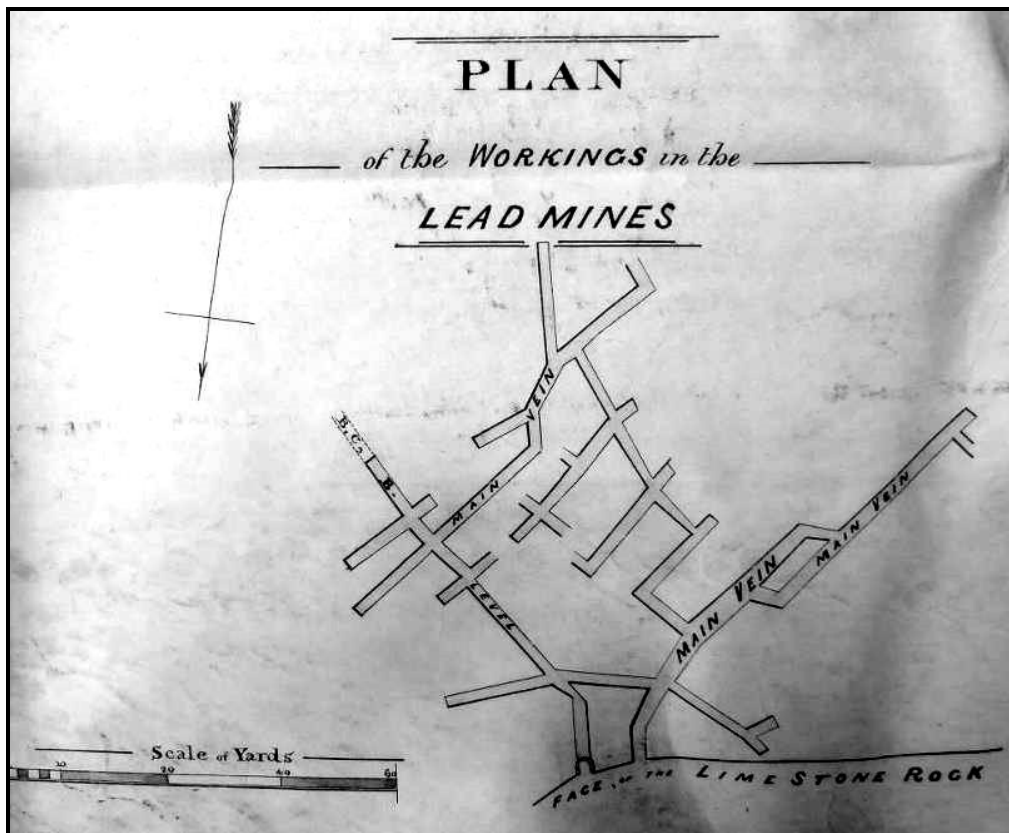 PLAN
of the WORKINGS in the
LEAD MINES
VEIN
MAIN
B.C.
B.
LEVEL
MAIN VEIN
MAIN VEIN
Scale of Yards
10 20 40 60
FACE, OF THE LIME STONE ROCK